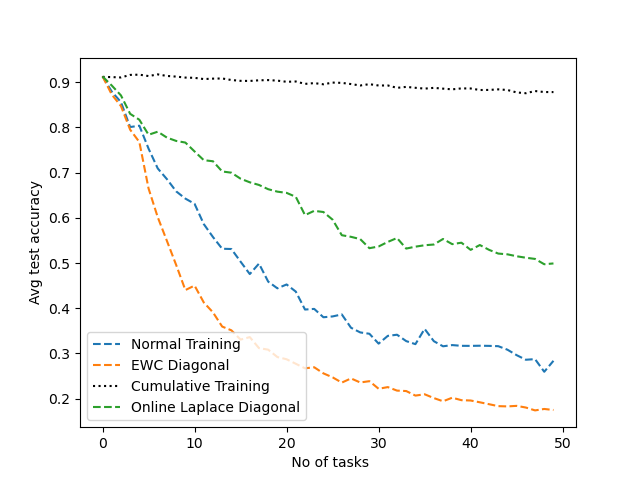 0.9
0.8
0.7
0.6
0.5
0.4
0.3
0.2
Avg test accuracy
Normal Training
EWC Diagonal
Cumulative Training
Online Laplace Diagonal
0 10 20 30 40 50
No of tasks